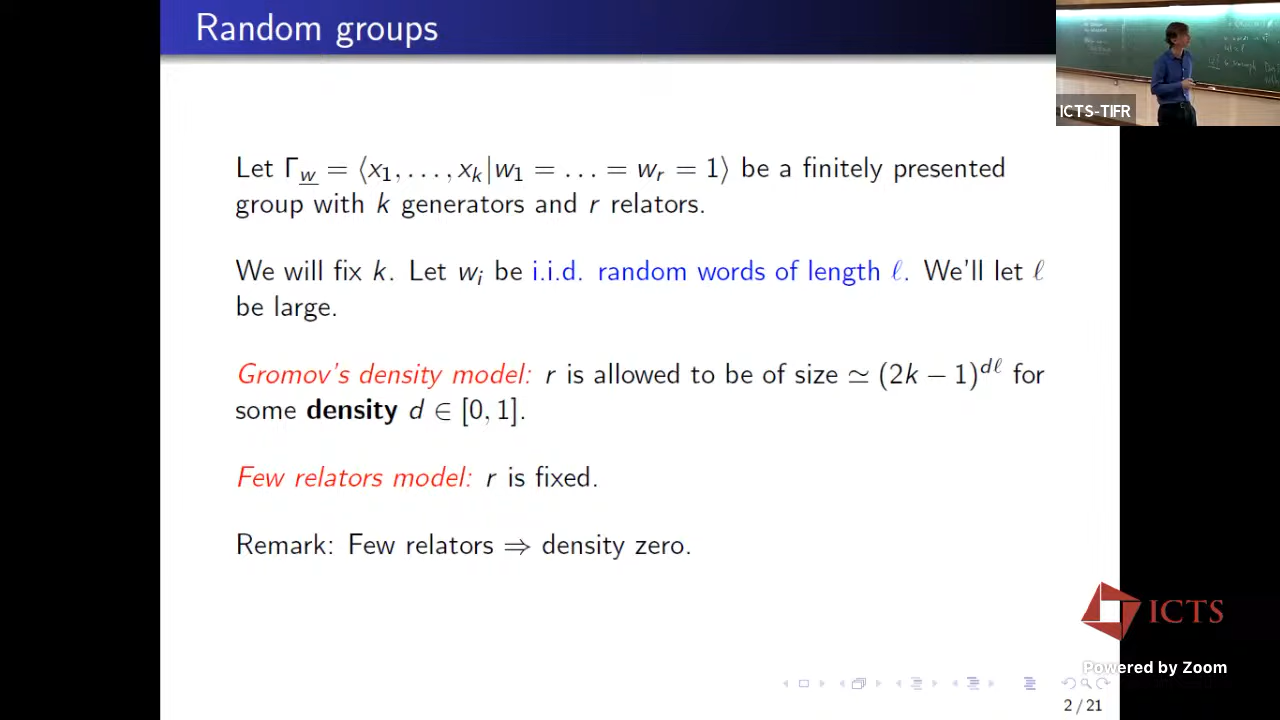 Random groups
ICTS-TIFR
Let Γ_w = ⟨x₁, . . . , xₖ|w₁ = . . . = wᵣ = 1⟩ be a finitely presented
group with k generators and r relators.
We will fix k. Let wᵢ be i.i.d. random words of length ℓ. We'll let ℓ
be large.
Gromov's density model: r is allowed to be of size ≃ (2k − 1)^{dℓ} for
some density d ∈ [0, 1].
Few relators model: r is fixed.
Remark: Few relators ⇒ density zero.
ICTS
Powered by Zoom
2 / 21